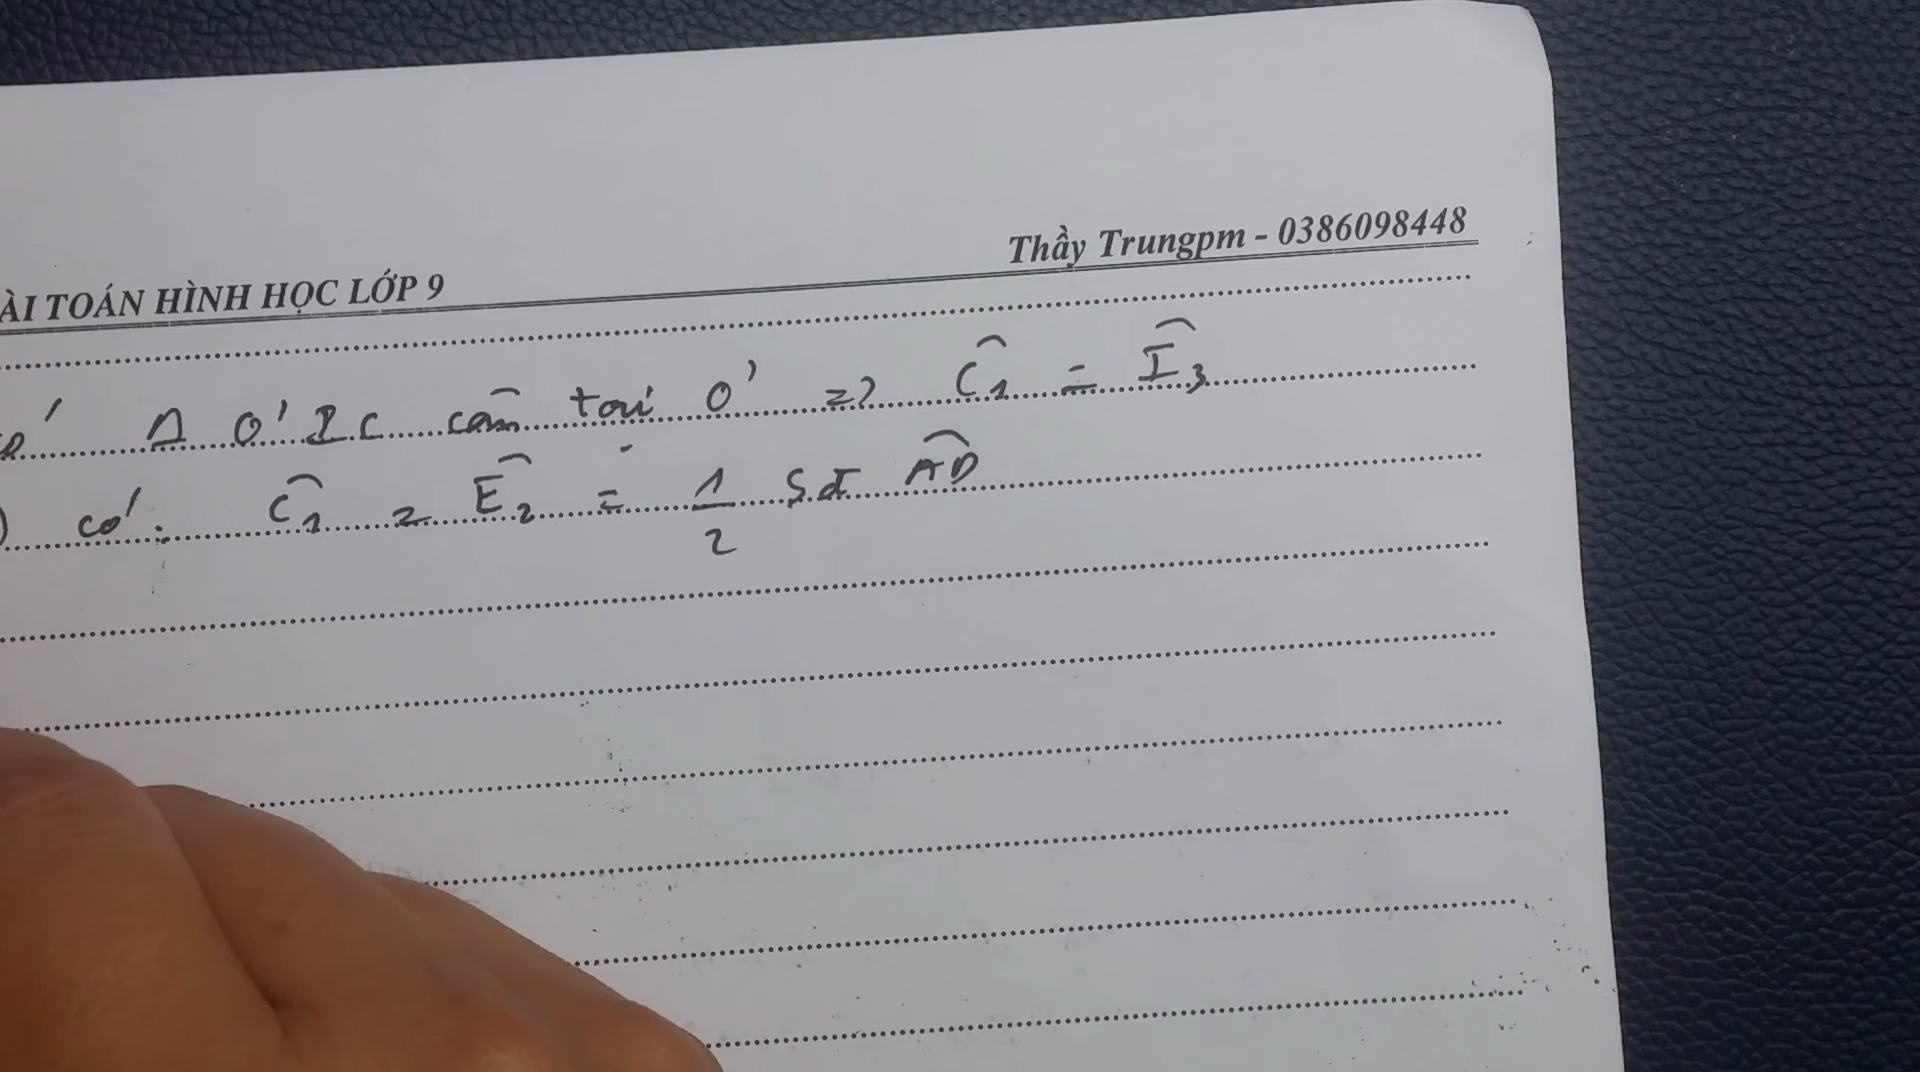 Thầy Trungpm - 0386098448
ÀI TOÁN HÌNH HỌC LỚP 9
Δ O'IC cân tại O' => Ĉ₁ = Î₃
có: Ĉ₁ = Ê₂ = 1/2 sđ AD̂